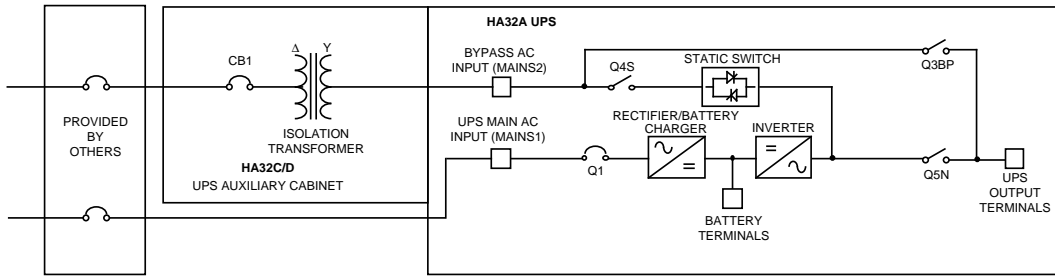 HA32A UPS
BYPASS AC
INPUT (MAINS2)
Q4S
STATIC SWITCH
Q3BP
Δ Y
CB1
PROVIDED
BY
OTHERS
ISOLATION
TRANSFORMER
HA32C/D
UPS AUXILIARY CABINET
UPS MAIN AC
INPUT (MAINS1)
Q1
RECTIFIER/BATTERY
CHARGER
INVERTER
BATTERY
TERMINALS
Q5N
UPS
OUTPUT
TERMINALS